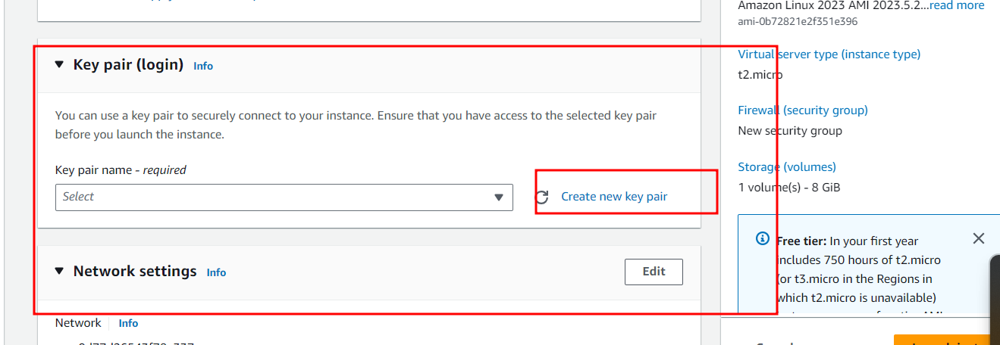 Key pair (login) Info
You can use a key pair to securely connect to your instance. Ensure that you have access to the selected key pair
before you launch the instance.
Key pair name - required
Select
Create new key pair
Network settings Info
Edit
Network Info
Amazon Linux 2023 AMI 2023.5.2...read more
ami-0b72821e2f351e396
Virtual server type (instance type)
t2.micro
Firewall (security group)
New security group
Storage (volumes)
1 volume(s) - 8 GiB
Free tier: In your first year
includes 750 hours of t2.micro
(or t3.micro in the Regions in
which t2.micro is unavailable)